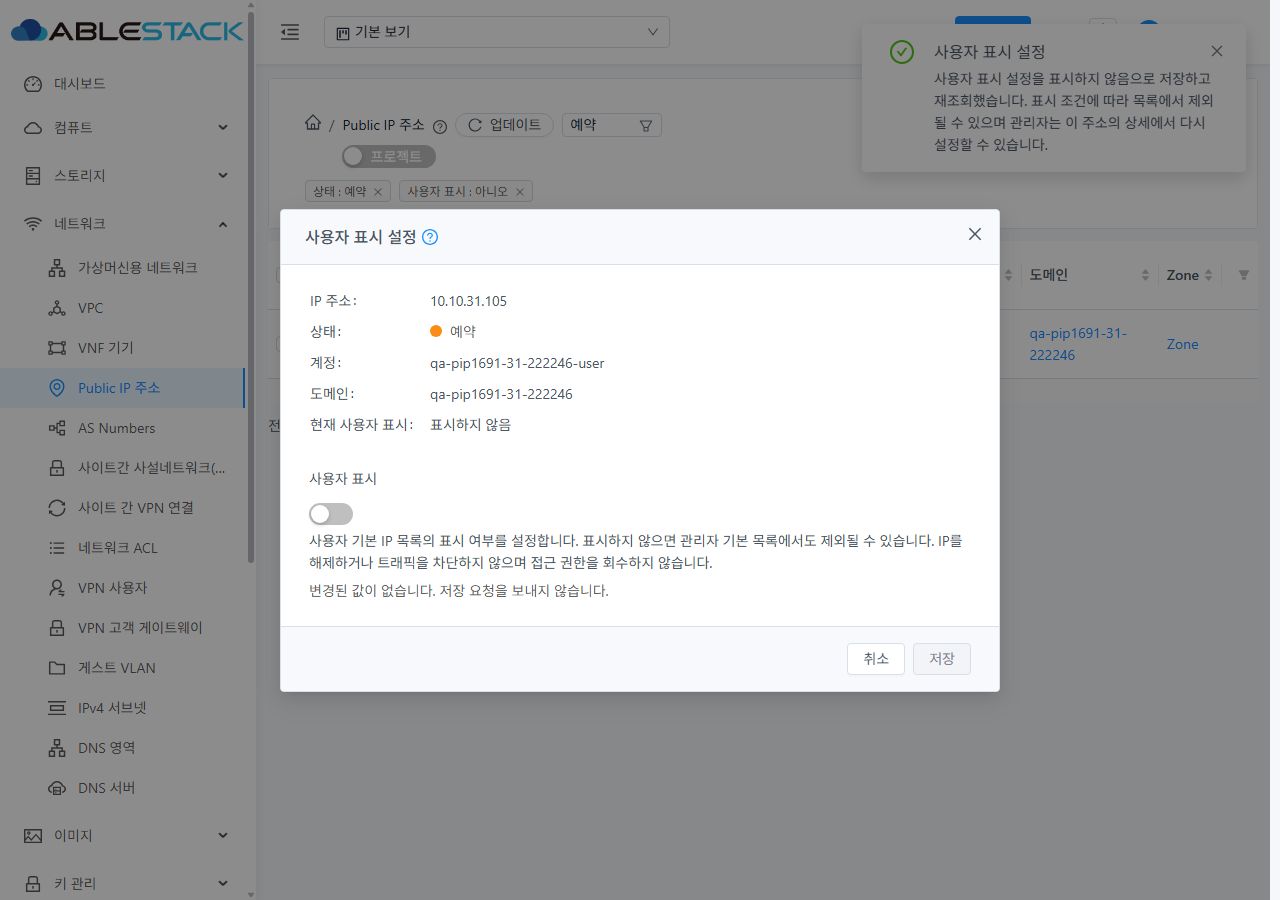 ABLESTACK
기본 보기
대시보드
컴퓨트
스토리지
네트워크
가상머신용 네트워크
VPC
VNF 기기
Public IP 주소
AS Numbers
사이트간 사설네트워크(...
사이트 간 VPN 연결
네트워크 ACL
VPN 사용자
VPN 고객 게이트웨이
게스트 VLAN
IPv4 서브넷
DNS 영역
DNS 서버
이미지
키 관리
/ Public IP 주소
업데이트
예약
프로젝트
상태 : 예약
사용자 표시 : 아니오
사용자 표시 설정
사용자 표시 설정을 표시하지 않음으로 저장하고
재조회했습니다. 표시 조건에 따라 목록에서 제외
될 수 있으며 관리자는 이 주소의 상세에서 다시
설정할 수 있습니다.
도메인
Zone
qa-pip1691-31-
222246
Zone
전
사용자 표시 설정
IP 주소: 10.10.31.105
상태: 예약
계정: qa-pip1691-31-222246-user
도메인: qa-pip1691-31-222246
현재 사용자 표시: 표시하지 않음
사용자 표시
사용자 기본 IP 목록의 표시 여부를 설정합니다. 표시하지 않으면 관리자 기본 목록에서도 제외될 수 있습니다. IP를
해제하거나 트래픽을 차단하지 않으며 접근 권한을 회수하지 않습니다.
변경된 값이 없습니다. 저장 요청을 보내지 않습니다.
취소
저장